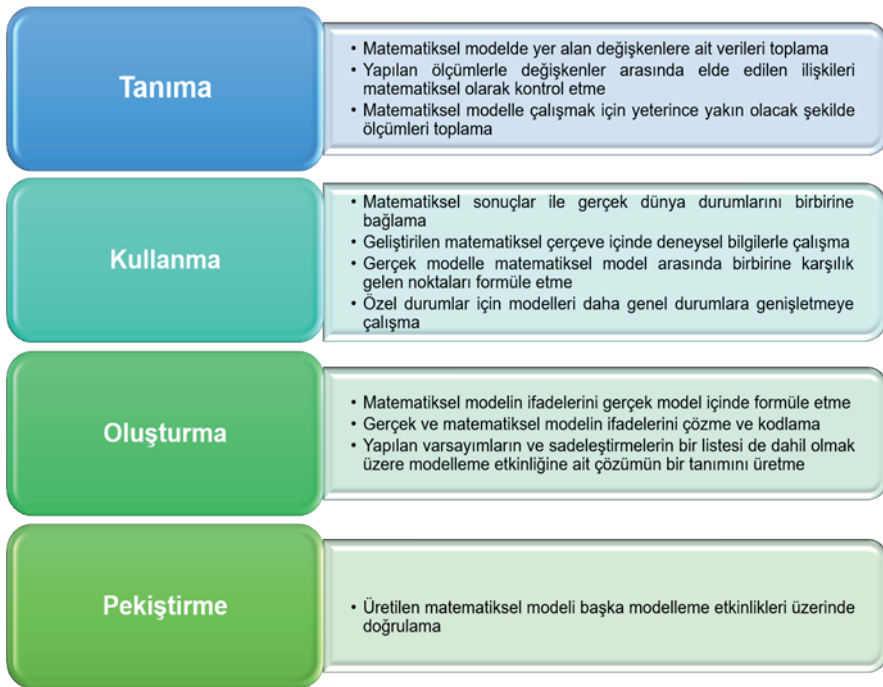 Tanıma
• Matematiksel modelde yer alan değişkenlere ait verileri toplama
• Yapılan ölçümlerle değişkenler arasında elde edilen ilişkileri
matematiksel olarak kontrol etme
• Matematiksel modelle çalışmak için yeterince yakın olacak şekilde
ölçümleri toplama
Kullanma
• Matematiksel sonuçlar ile gerçek dünya durumlarını birbirine
bağlama
• Geliştirilen matematiksel çerçeve içinde deneysel bilgilerle çalışma
• Gerçek modelle matematiksel model arasında birbirine karşılık
gelen noktaları formüle etme
• Özel durumlar için modelleri daha genel durumlara genişletmeye
çalışma
Oluşturma
• Matematiksel modelin ifadelerini gerçek model içinde formüle etme
• Gerçek ve matematiksel modelin ifadelerini çözme ve kodlama
• Yapılan varsayımların ve sadeleştirmelerin bir listesi de dahil olmak
üzere modelleme etkinliğine ait çözümün bir tanımını üretme
Pekiştirme
• Üretilen matematiksel modeli başka modelleme etkinlikleri üzerinde
doğrulama